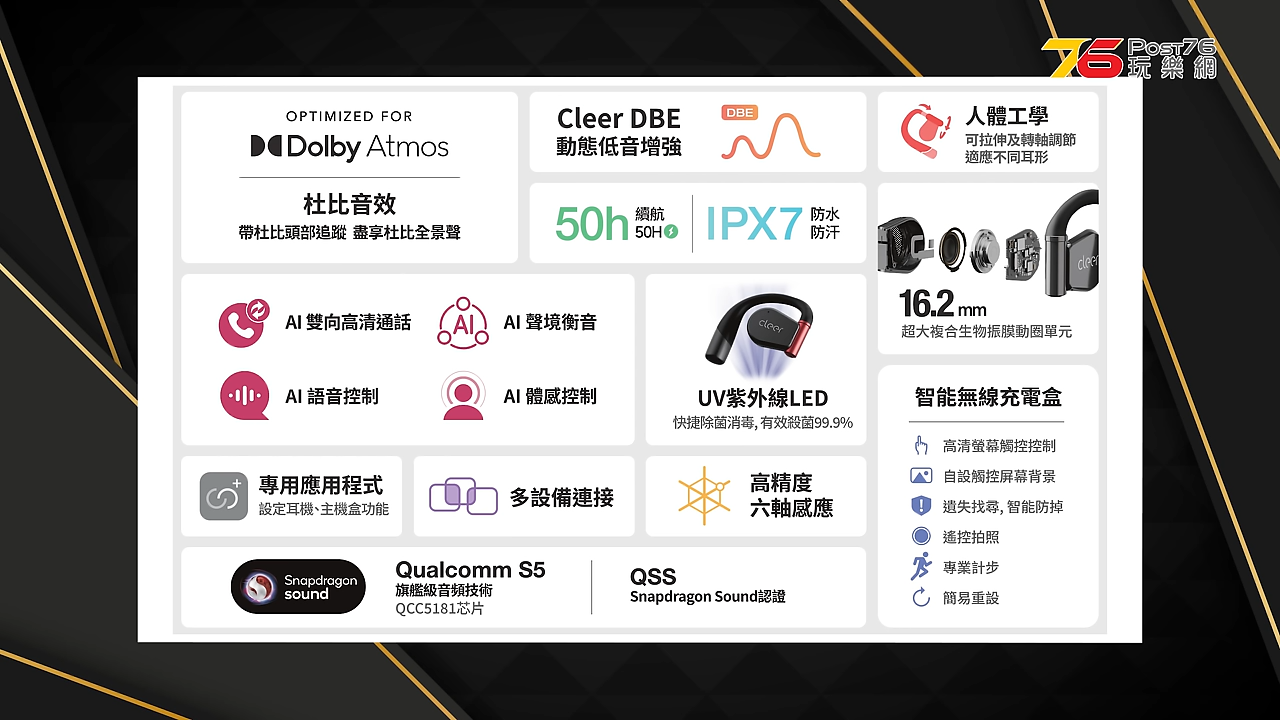 POST76
玩樂網
OPTIMIZED FOR
Dolby Atmos
杜比音效
帶杜比頭部追蹤 盡享杜比全景聲
Cleer DBE
動態低音增強
DBE
人體工學
可拉伸及轉軸調節
適應不同耳形
50h
續航
50H
IPX7
防水
防汗
cleer
16.2 mm
超大複合生物振膜動圈單元
AI 雙向高清通話
AI
AI 聲境衡音
AI 語音控制
AI 體感控制
cleer
UV紫外線LED
快捷除菌消毒, 有效殺菌99.9%
智能無線充電盒
高清螢幕觸控控制
自設觸控屏幕背景
遺失找尋, 智能防掉
遙控拍照
專業計步
簡易重設
專用應用程式
設定耳機、主機盒功能
多設備連接
高精度
六軸感應
Snapdragon
sound
Qualcomm S5
旗艦級音頻技術
QCC5181芯片
QSS
Snapdragon Sound認證